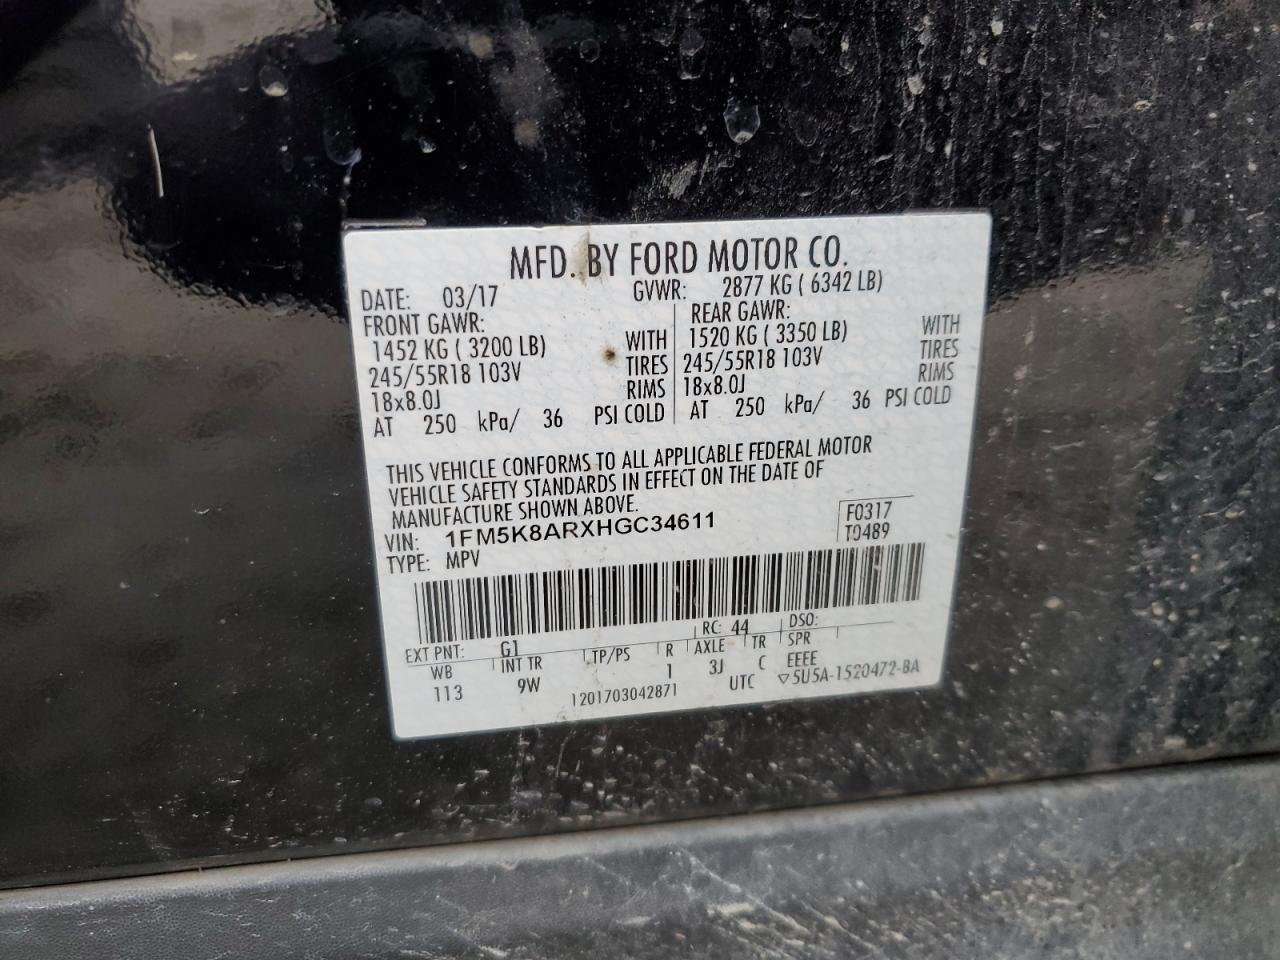 MFD. BY FORD MOTOR CO.
DATE: 03/17 GVWR: 2877 KG ( 6342 LB)
FRONT GAWR:
1452 KG ( 3200 LB) WITH
245/55R18 103V TIRES
18x8.0J RIMS
AT 250 kPa/ 36 PSI COLD
REAR GAWR:
1520 KG ( 3350 LB) WITH
245/55R18 103V TIRES
18x8.0J RIMS
AT 250 kPa/ 36 PSI COLD
THIS VEHICLE CONFORMS TO ALL APPLICABLE FEDERAL MOTOR
VEHICLE SAFETY STANDARDS IN EFFECT ON THE DATE OF
MANUFACTURE SHOWN ABOVE.
VIN: 1FM5K8ARXHGC34611
TYPE: MPV
F0317
T0489
EXT PNT: G1 RC: 44 DSO:
WB INT TR TP/PS R AXLE TR SPR
113 9W 1 3J C EEEE
1201703042871 UTC ▽5U5A-1520472-BA